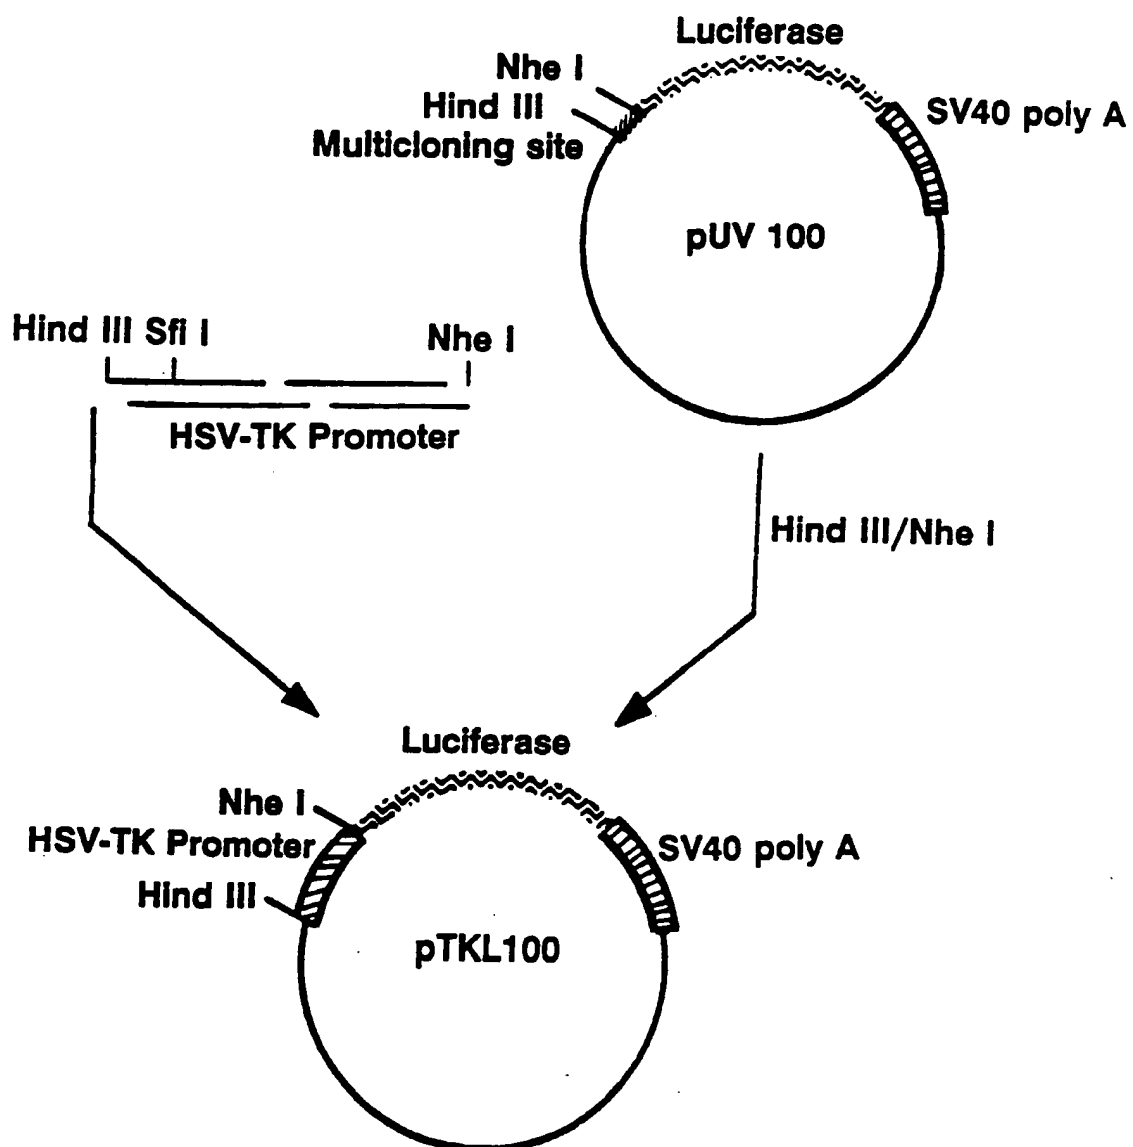 Luciferase
Nhe I
Hind III
Multicloning site
SV40 poly A
pUV 100
Hind III Sfi I
Nhe I
HSV-TK Promoter
Hind III/Nhe I
Luciferase
Nhe I
HSV-TK Promoter
Hind III
SV40 poly A
pTKL100